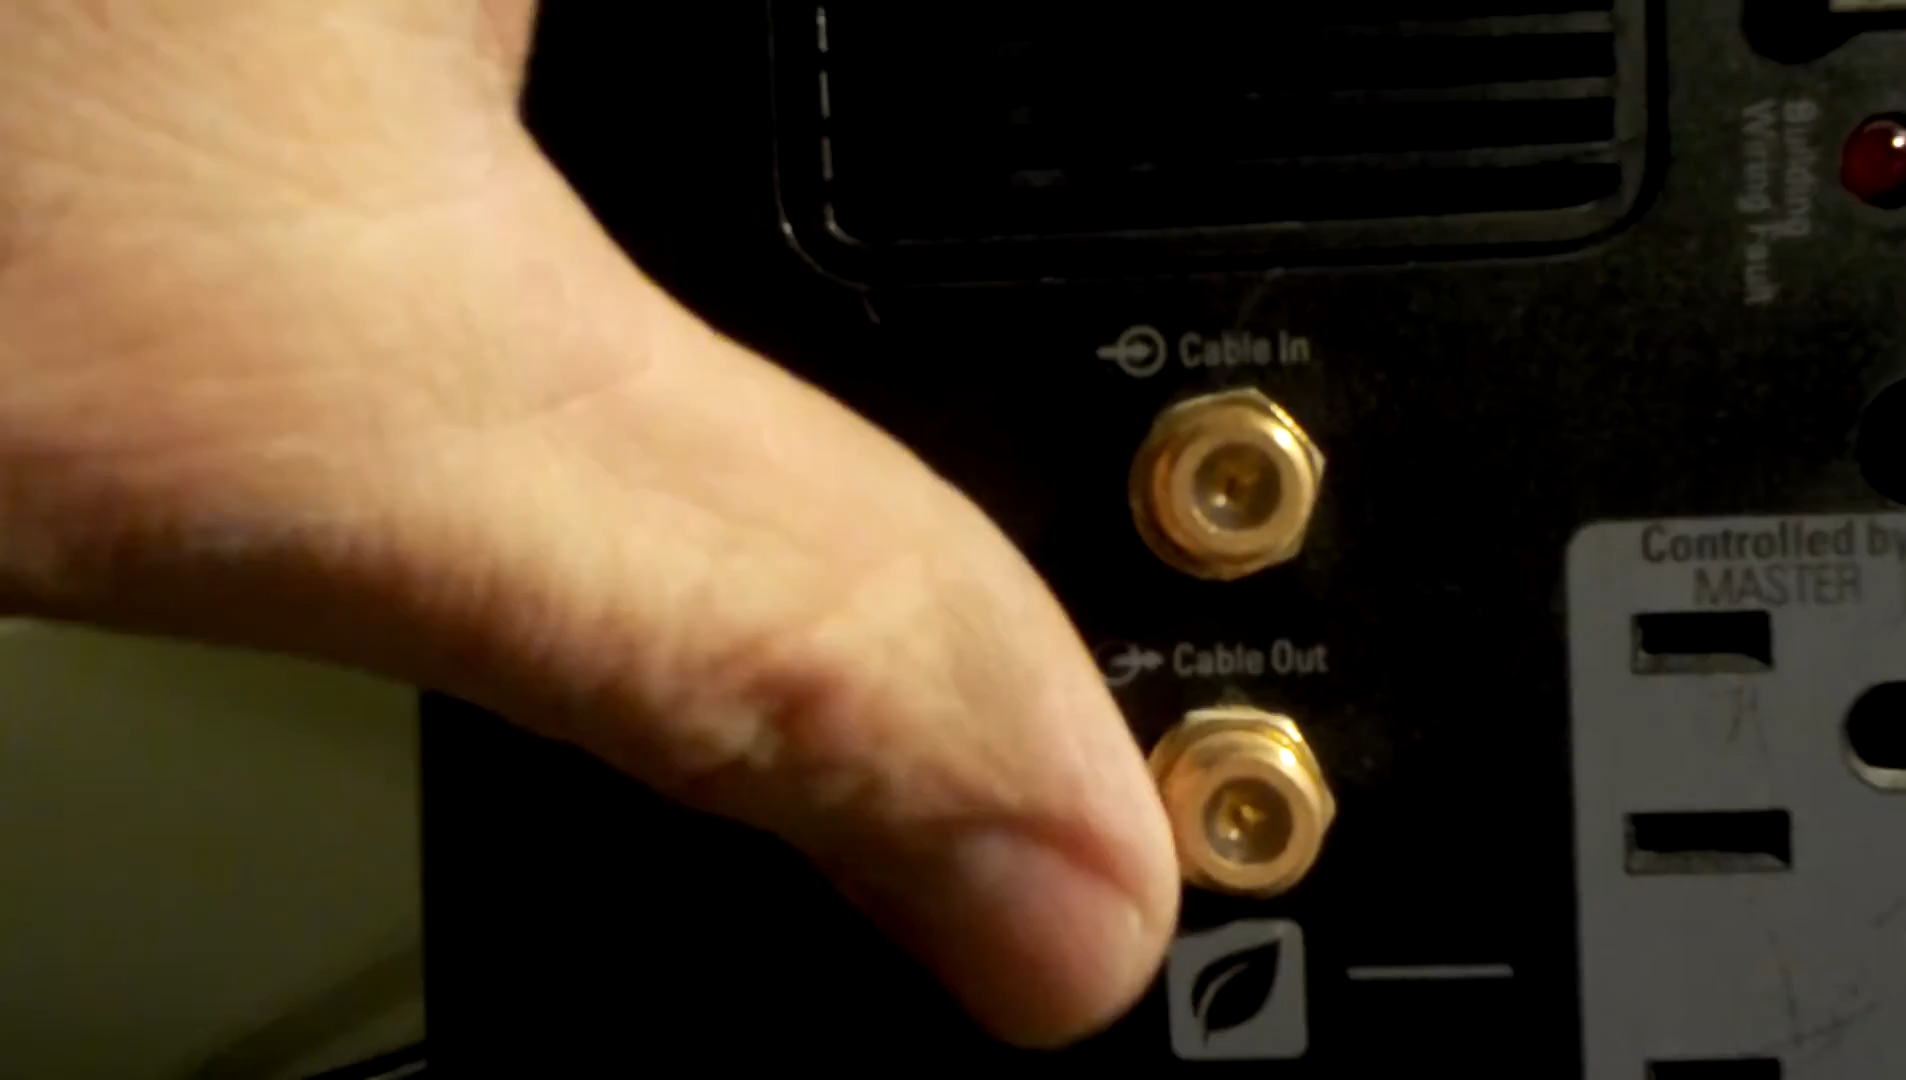 Building
Wiring Fault
Cable In
Controlled by
MASTER
Cable Out